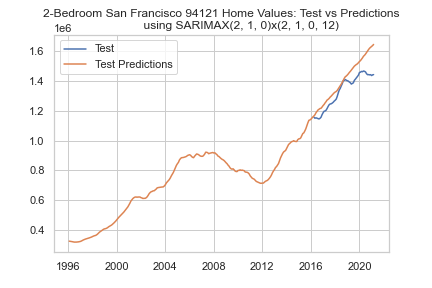 2-Bedroom San Francisco 94121 Home Values: Test vs Predictions
using SARIMAX(2, 1, 0)x(2, 1, 0, 12)
1e6
Test
Test Predictions
1.6
1.4
1.2
1.0
0.8
0.6
0.4
1996 2000 2004 2008 2012 2016 2020